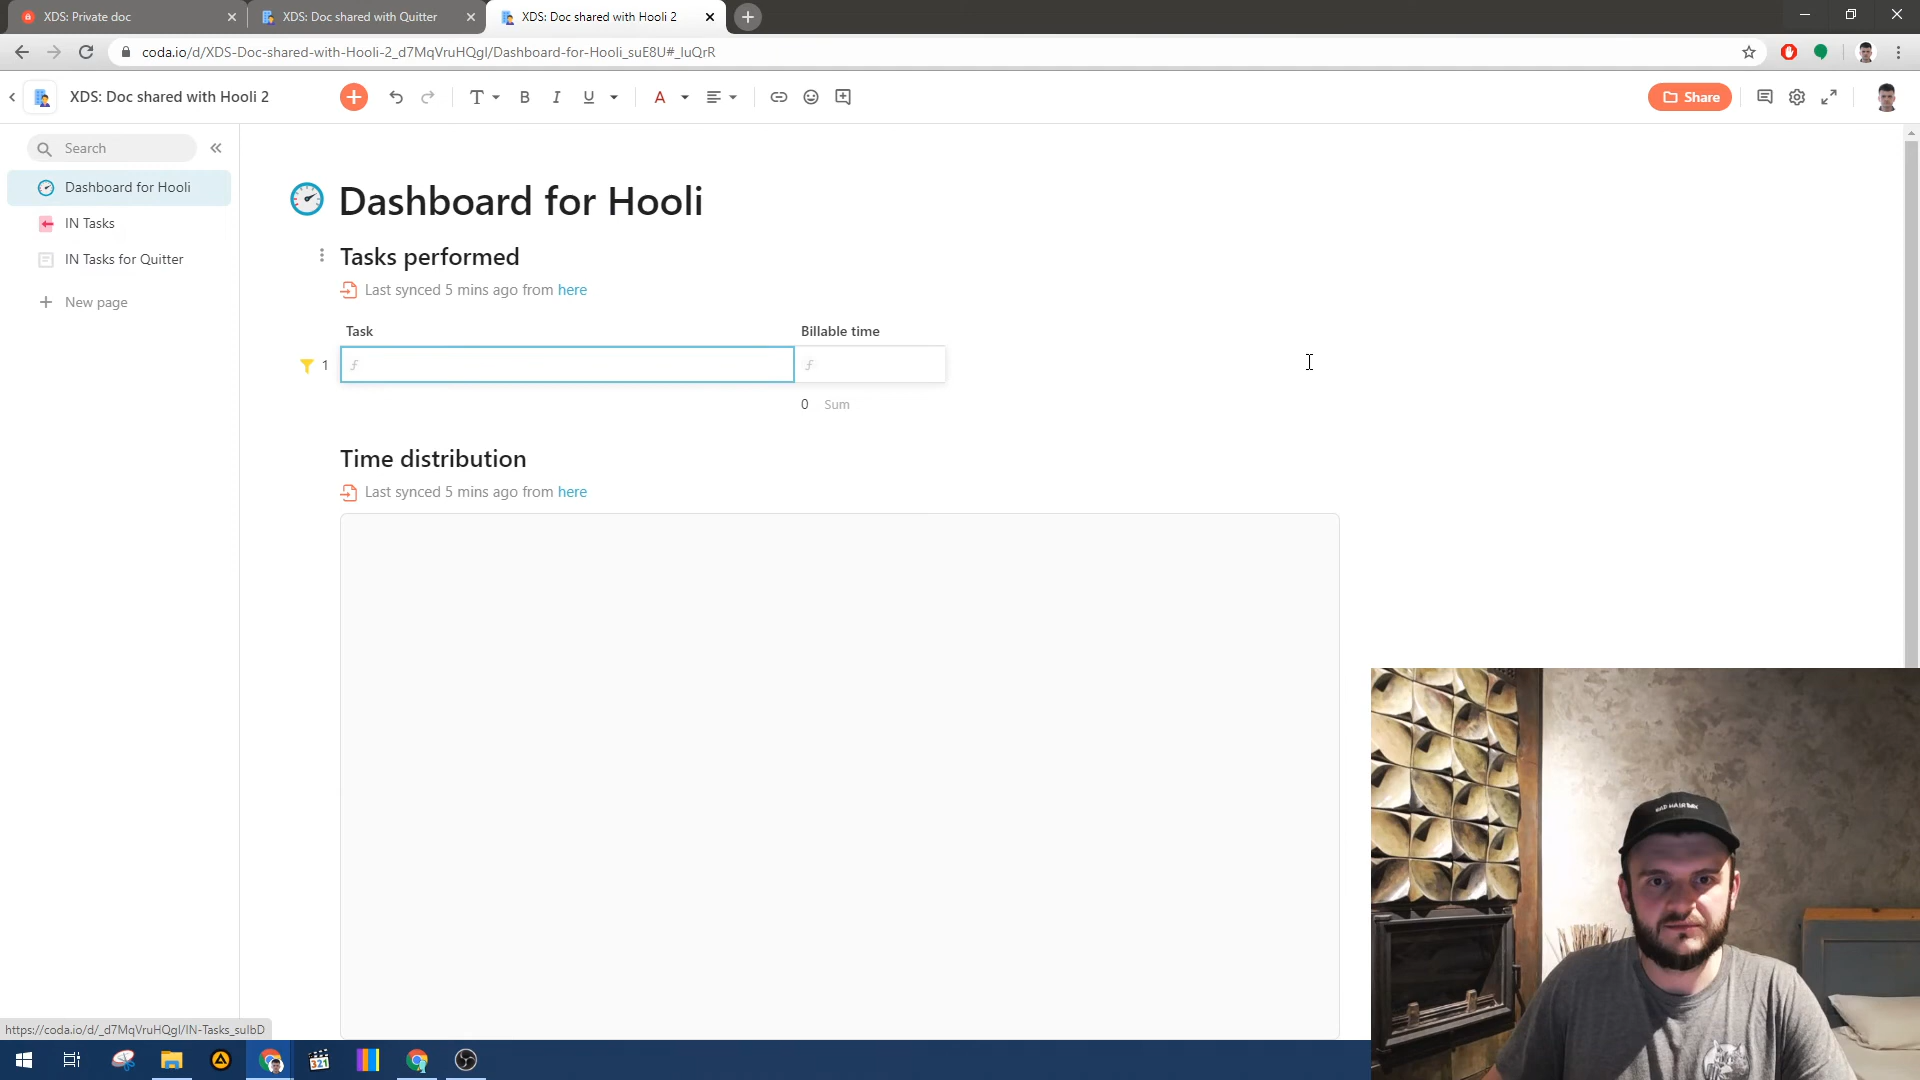 XDS: Private doc
XDS: Doc shared with Quitter
XDS: Doc shared with Hooli 2
coda.io/d/XDS-Doc-shared-with-Hooli-2_d7MqVruHQgl/Dashboard-for-Hooli_suE8U#_luQrR
XDS: Doc shared with Hooli 2
T
B
I
U
A
Share
Search
Dashboard for Hooli
IN Tasks
IN Tasks for Quitter
New page
Dashboard for Hooli
Tasks performed
Last synced 5 mins ago from here
Task
Billable time
1
0 Sum
Time distribution
Last synced 5 mins ago from here
https://coda.io/d/_d7MqVruHQgl/IN-Tasks_sulbD
321